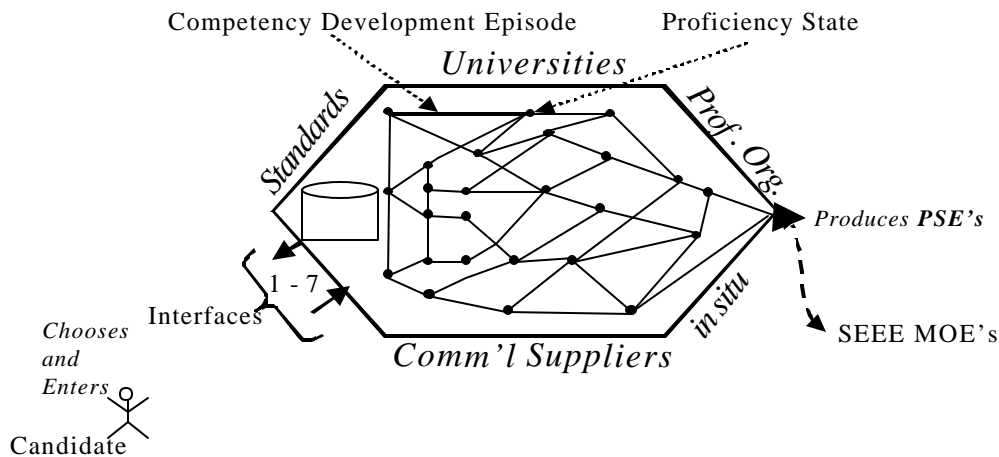 Competency Development Episode
Proficiency State
Universities
Standards
Prof. Org.
Produces PSE's
1 - 7
Interfaces
in situ
SEEE MOE's
Comm'l Suppliers
Chooses
and
Enters
Candidate